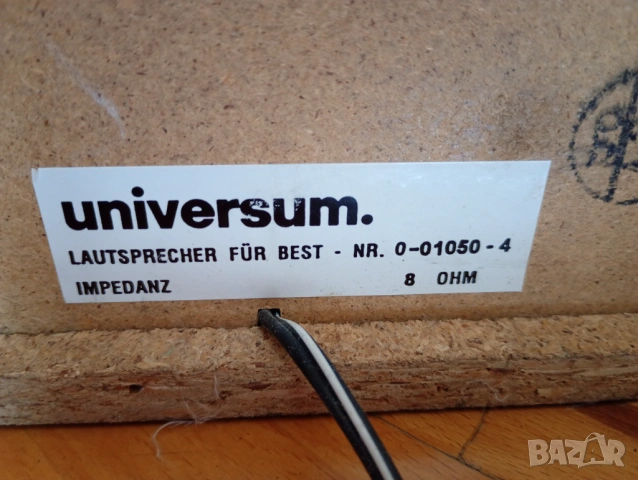 universum.
LAUTSPRECHER FÜR BEST - NR. 0-01050-4
IMPEDANZ 8 OHM
BAZAR